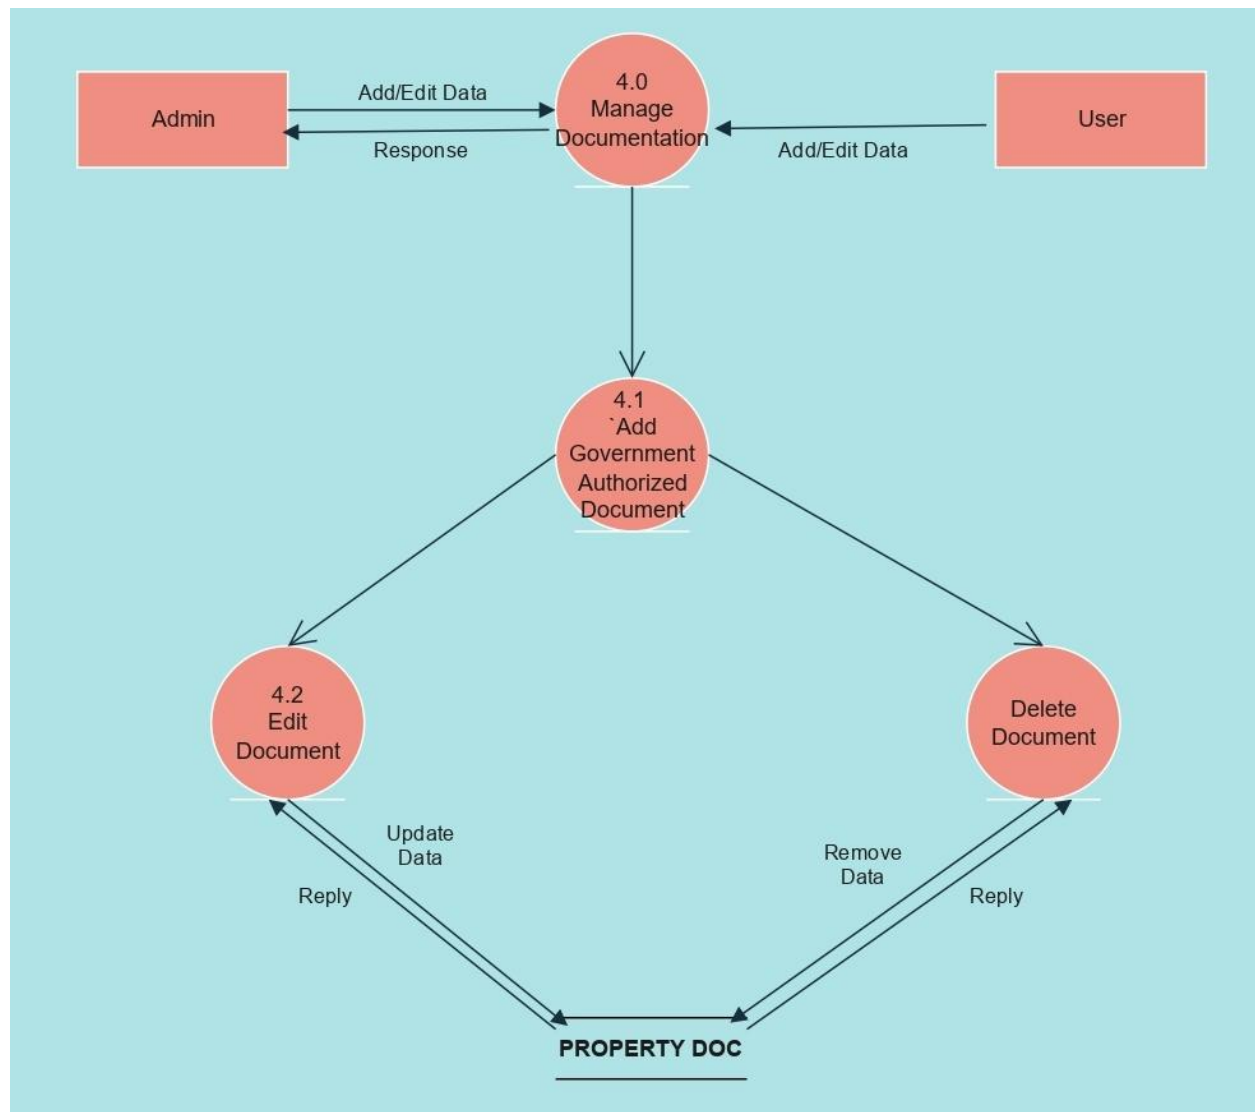 4.0
Manage
Documentation
Admin
Add/Edit Data
Response
User
Add/Edit Data
4.1
`Add
Government
Authorized
Document
4.2
Edit
Document
Delete
Document
Update
Data
Reply
Remove
Data
Reply
PROPERTY DOC